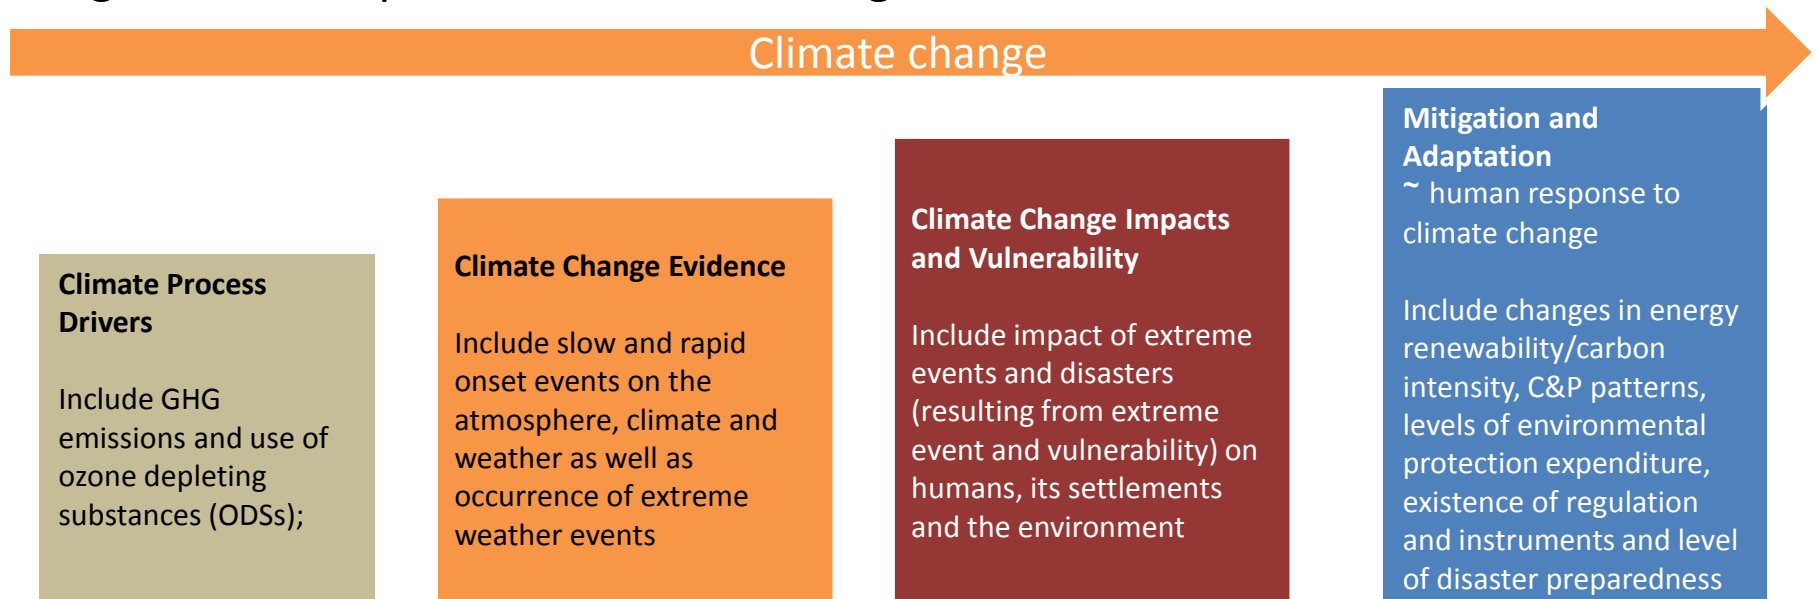 Climate change
Climate Process
Drivers
Include GHG
emissions and use of
ozone depleting
substances (ODSs);
Climate Change Evidence
Include slow and rapid
onset events on the
atmosphere, climate and
weather as well as
occurrence of extreme
weather events
Climate Change Impacts
and Vulnerability
Include impact of extreme
events and disasters
(resulting from extreme
event and vulnerability) on
humans, its settlements
and the environment
Mitigation and
Adaptation
~ human response to
climate change
Include changes in energy
renewability/carbon
intensity, C&P patterns,
levels of environmental
protection expenditure,
existence of regulation
and instruments and level
of disaster preparedness